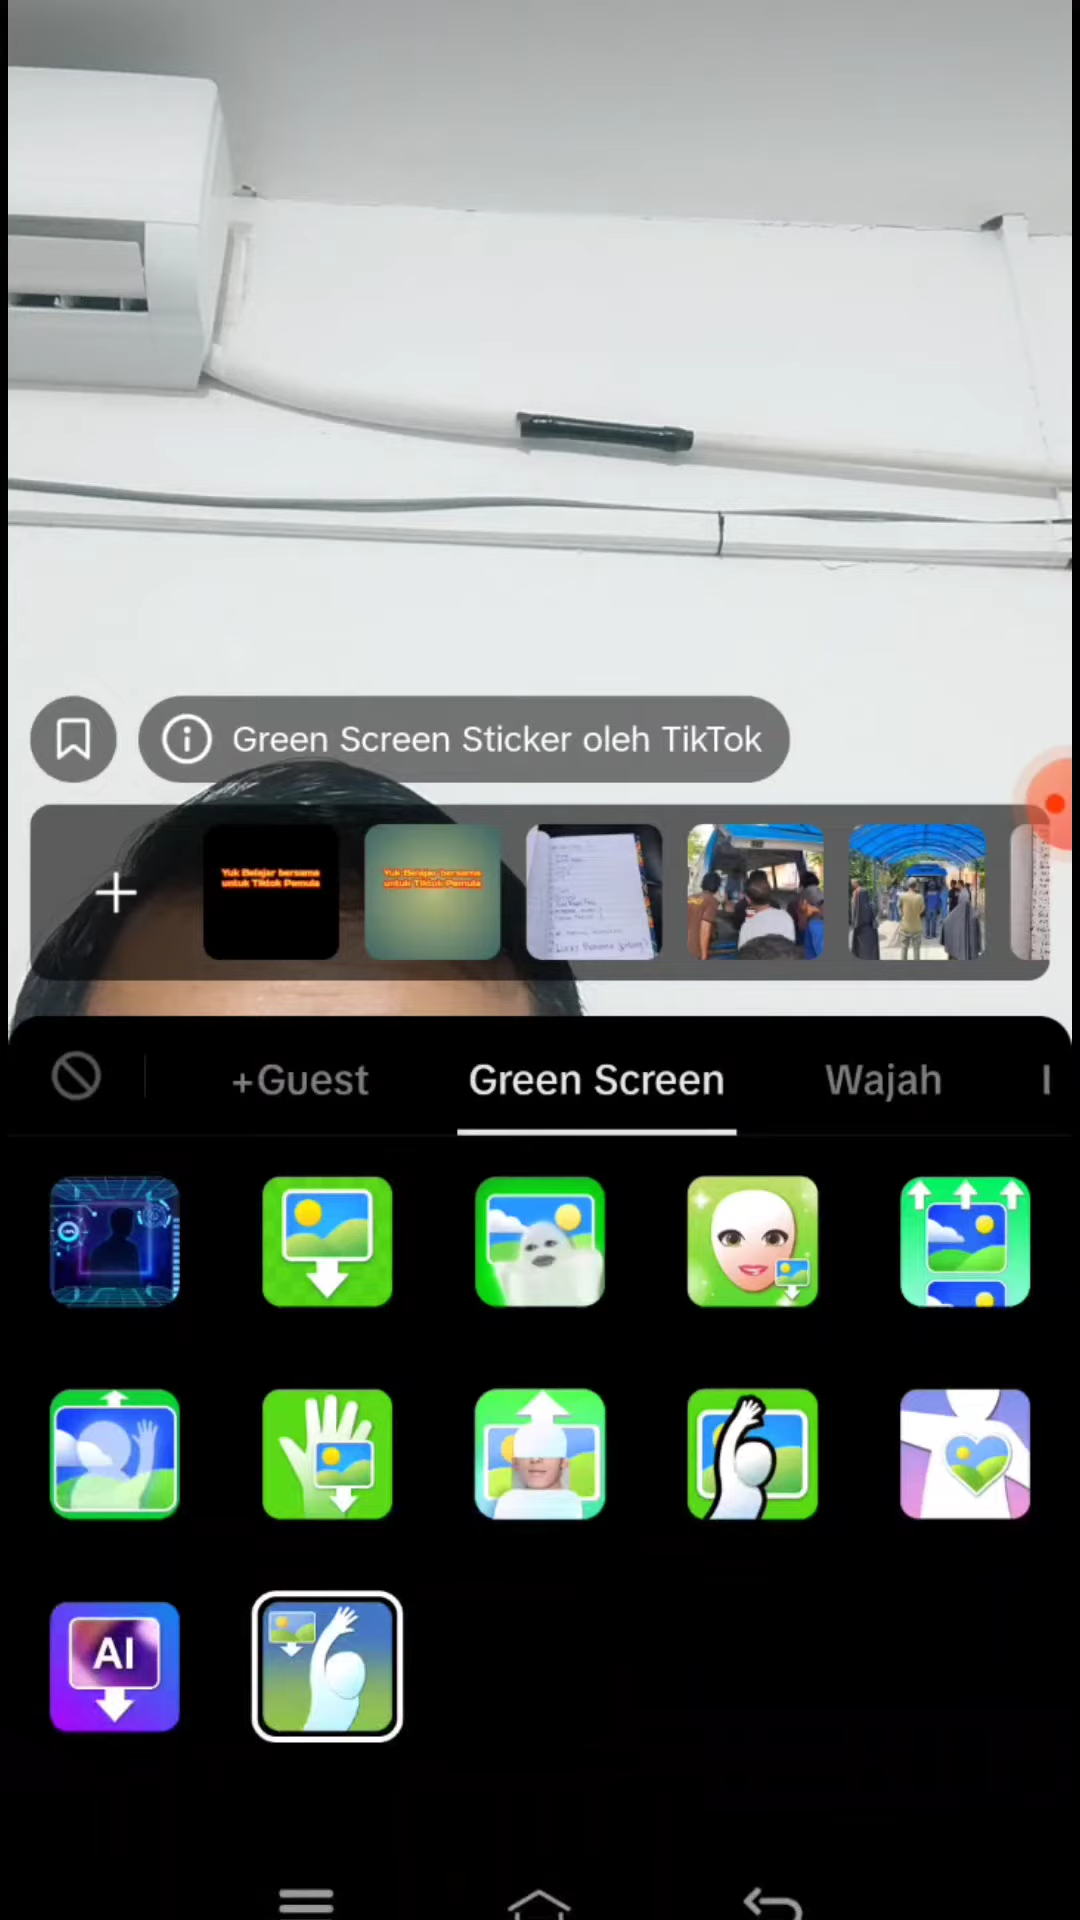 Green Screen Sticker oleh TikTok
Yuk Belajar bersama
untuk Tiktok Pemula
Yuk Belajar bersama
untuk Tiktok Pemula
+Guest
Green Screen
Wajah
AI